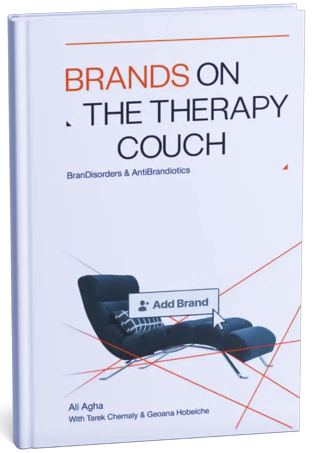 BRANDS ON
THE THERAPY
COUCH
BranDisorders & AntiBrandiotics
Add Brand
Ali Agha
With Tarek Chemaly & Geoana Hobeiche